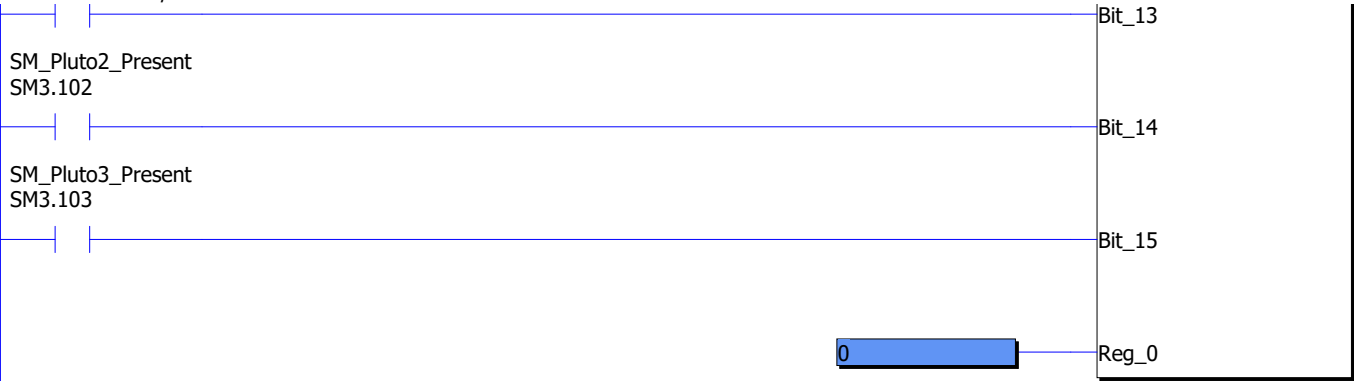 Bit_13
SM_Pluto2_Present
SM3.102
Bit_14
SM_Pluto3_Present
SM3.103
Bit_15
0
Reg_0